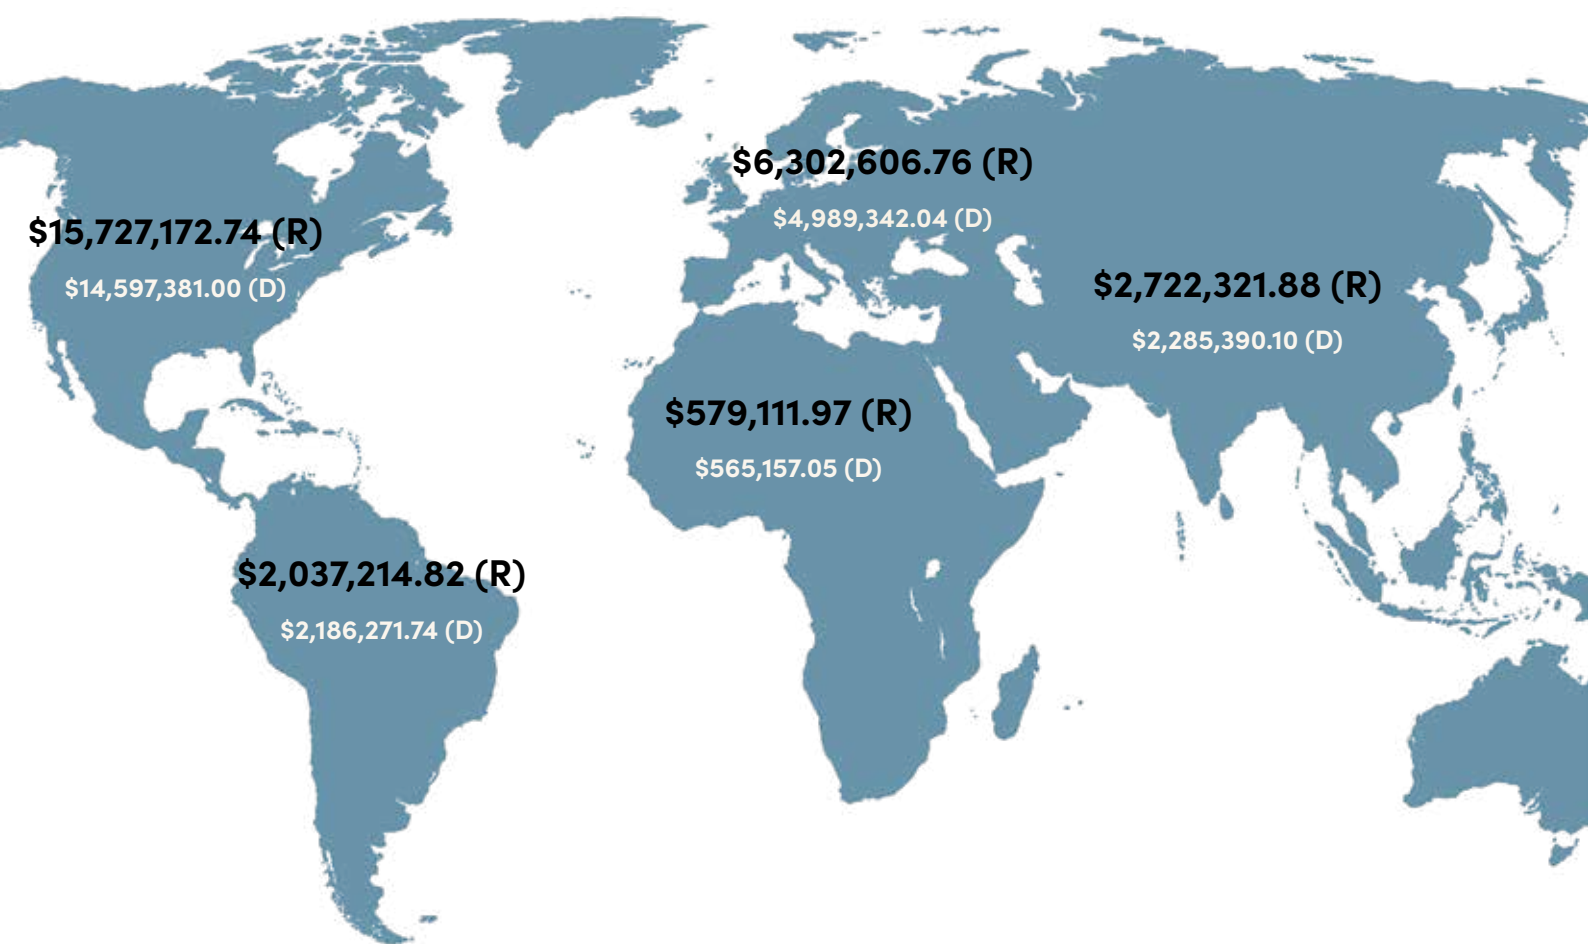 $6,302,606.76 (R)
$4,989,342.04 (D)
$15,727,172.74 (R)
$14,597,381.00 (D)
$2,722,321.88 (R)
$2,285,390.10 (D)
$579,111.97 (R)
$565,157.05 (D)
$2,037,214.82 (R)
$2,186,271.74 (D)